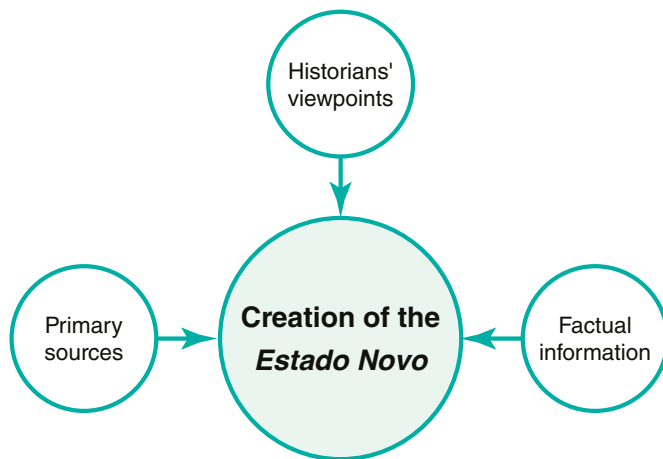 Historians'
viewpoints
Primary
sources
Creation of the
Estado Novo
Factual
information